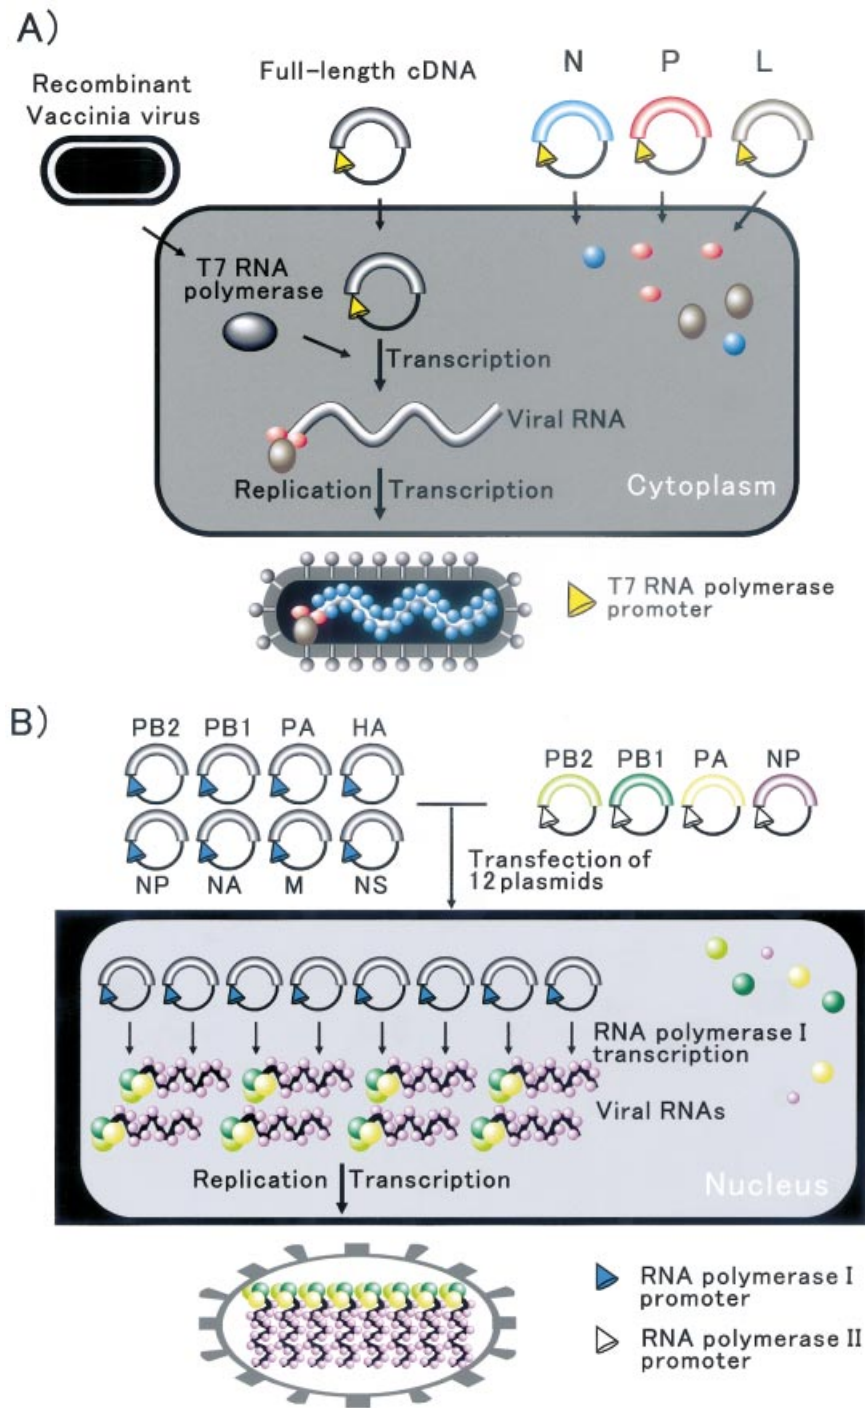 A)
Recombinant
Vaccinia virus
Full-length cDNA
N P L
T7 RNA
polymerase
Transcription
Viral RNA
Replication Transcription
Cytoplasm
T7 RNA polymerase
promoter
B)
PB2 PB1 PA HA
NP NA M NS
PB2 PB1 PA NP
Transfection of
12 plasmids
RNA polymerase I
transcription
Viral RNAs
Replication Transcription
Nucleus
RNA polymerase I
promoter
RNA polymerase II
promoter